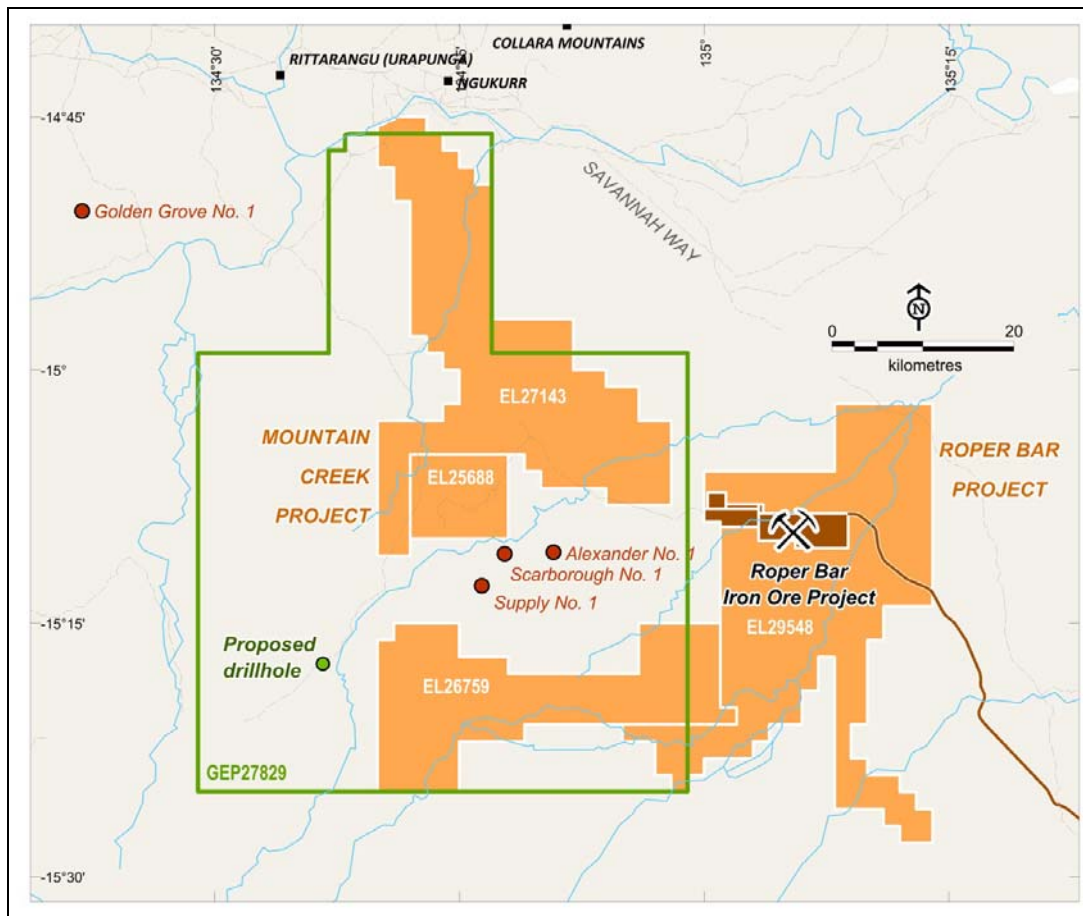 COLLARA MOUNTAINS
134°30'
RITTARANGU (URAPUNGA)
NGUKURR
135°
135°15'
-14°45'
SAVANNAH WAY
Golden Grove No. 1
N
0
20
kilometres
-15°
EL27143
MOUNTAIN
CREEK
PROJECT
EL25688
ROPER BAR
PROJECT
Alexander No. 1
Scarborough No. 1
Supply No. 1
Roper Bar
Iron Ore Project
-15°15'
EL29548
Proposed
drillhole
EL26759
GEP27829
-15°30'